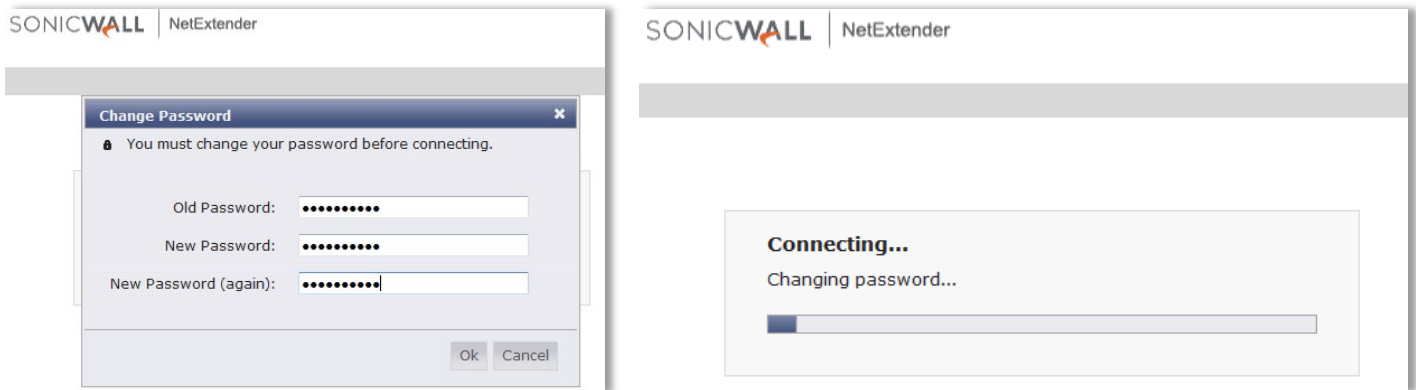 SONICWALL | NetExtender
Change Password
You must change your password before connecting.
Old Password: ••••••••••
New Password: ••••••••••
New Password (again): ••••••••••
Ok Cancel
SONICWALL | NetExtender
Connecting...
Changing password...